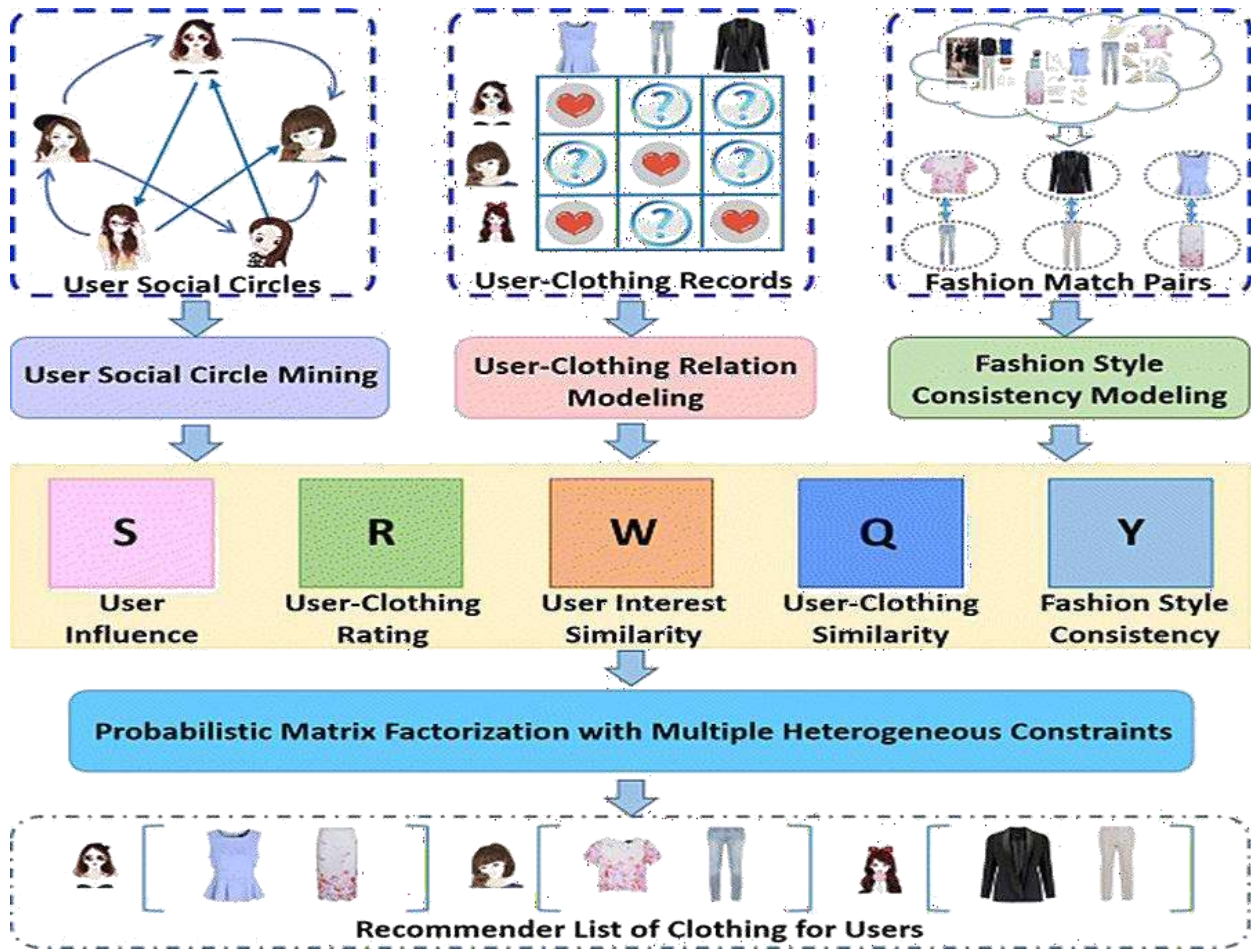 ?
?
?
?
?
User Social Circles
User-Clothing Records
Fashion Match Pairs
User Social Circle Mining
User-Clothing Relation
Modeling
Fashion Style
Consistency Modeling
S
R
W
Q
Y
User
Influence
User-Clothing
Rating
User Interest
Similarity
User-Clothing
Similarity
Fashion Style
Consistency
Probabilistic Matrix Factorization with Multiple Heterogeneous Constraints
Recommender List of Clothing for Users